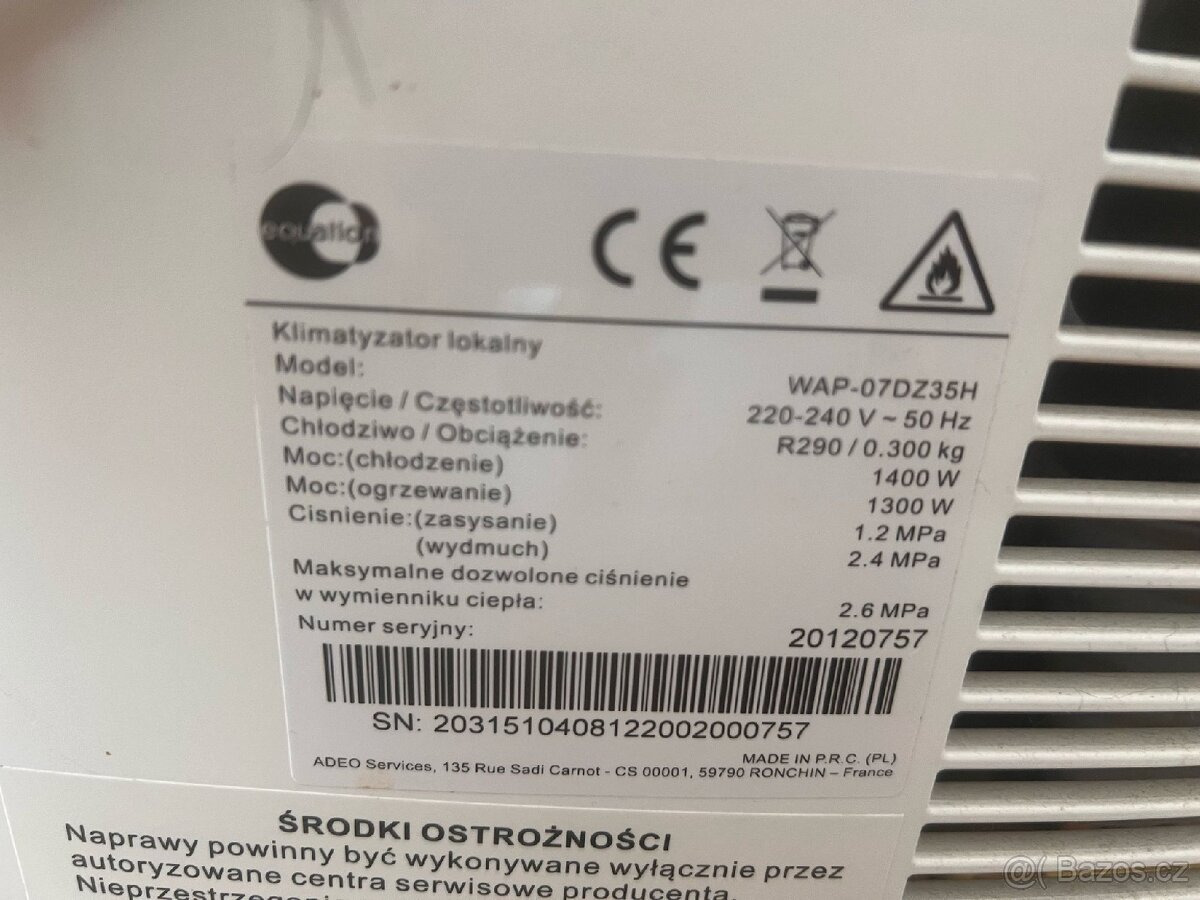 equation
CE
Klimatyzator lokalny
Model: WAP-07DZ35H
Napięcie / Częstotliwość: 220-240 V ~ 50 Hz
Chłodziwo / Obciążenie: R290 / 0.300 kg
Moc:(chłodzenie) 1400 W
Moc:(ogrzewanie) 1300 W
Cisnienie:(zasysanie) 1.2 MPa
(wydmuch) 2.4 MPa
Maksymalne dozwolone ciśnienie
w wymienniku ciepła: 2.6 MPa
Numer seryjny: 20120757
SN: 2031510408122002000757
MADE IN P.R.C. (PL)
ADEO Services, 135 Rue Sadi Carnot - CS 00001, 59790 RONCHIN – France
ŚRODKI OSTROŻNOŚCI
Naprawy powinny być wykonywane wyłącznie przez
autoryzowane centra serwisowe producenta.
@( Bazos.cz